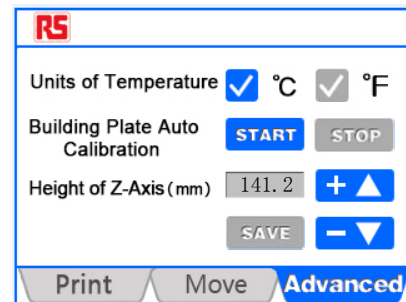 RS
Units of Temperature ℃ ℉
Building Plate Auto START STOP
Calibration
Height of Z-Axis(mm) 141.2 +
SAVE −
Print Move Advanced